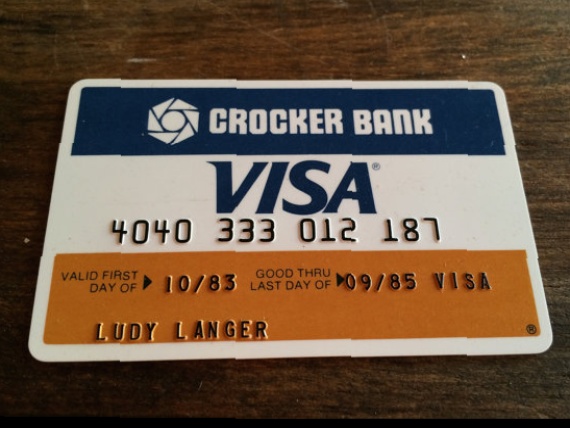 CROCKER BANK
VISA®
4040 333 012 187
VALID FIRST DAY OF ▶ 10/83 GOOD THRU LAST DAY OF ▶ 09/85 VISA
LUDY LANGER ®